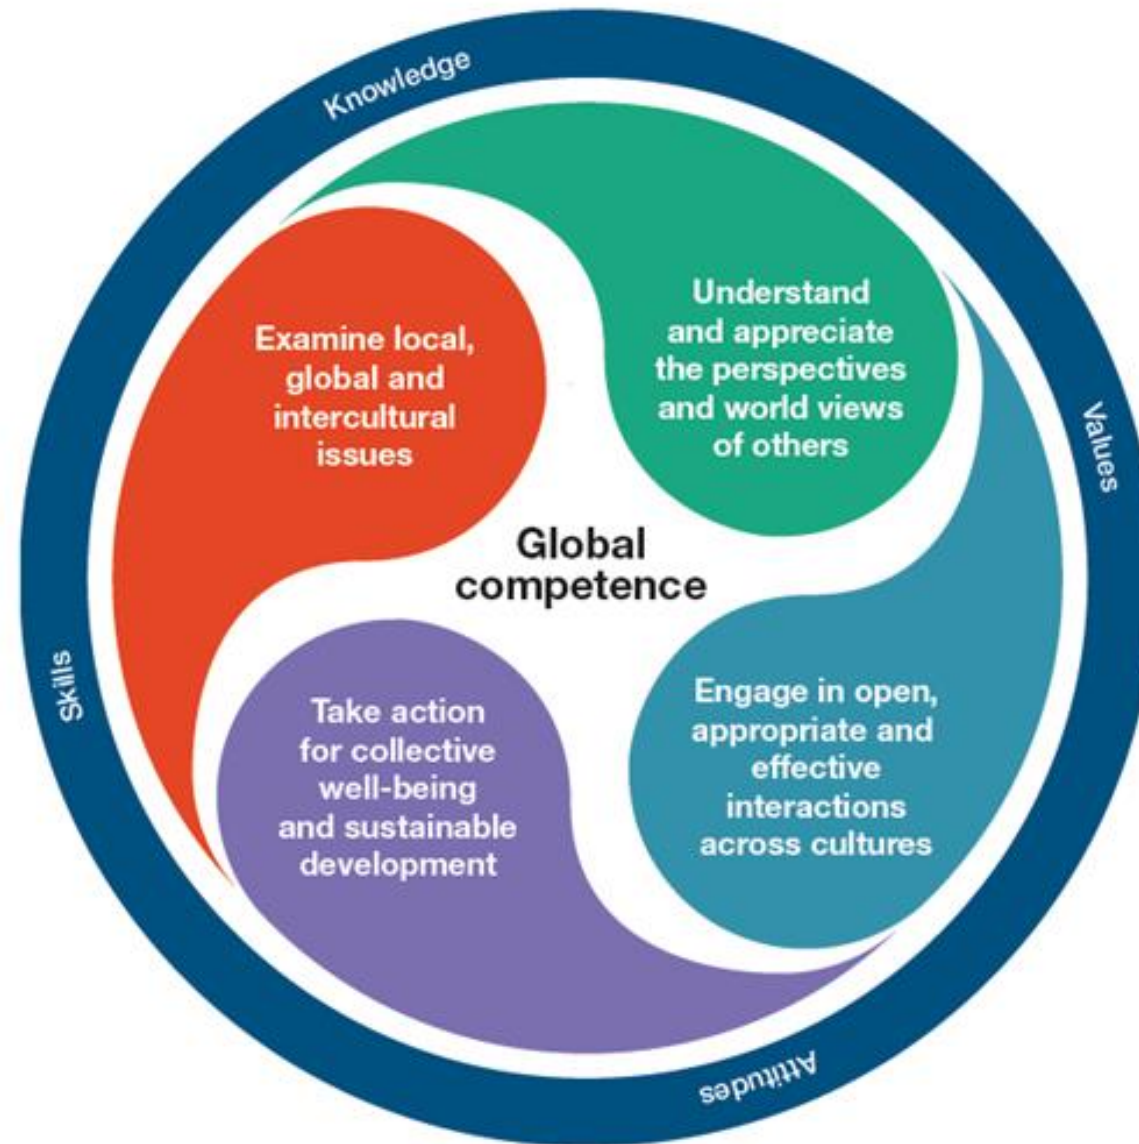 Knowledge
Examine local,
global and
intercultural
issues
Understand
and appreciate
the perspectives
and world views
of others
Values
Global
competence
Skills
Take action
for collective
well-being
and sustainable
development
Engage in open,
appropriate and
effective
interactions
across cultures
Attitudes